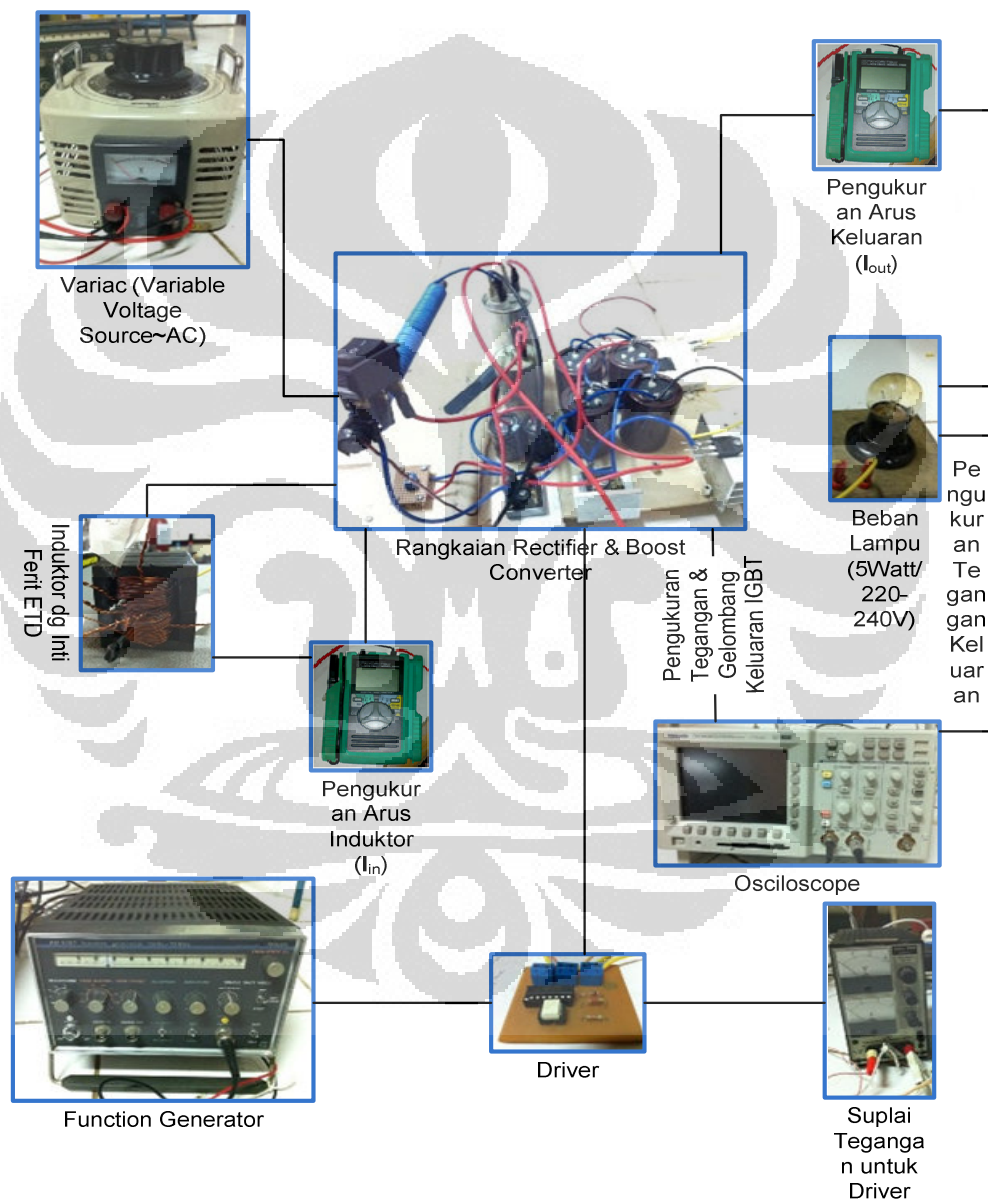 Variac (Variable
Voltage
Source~AC)
Pengukur
an Arus
Keluaran
(Iout)
Rangkaian Rectifier & Boost
Converter
Beban
Lampu
(5Watt/
220-
240V)
Pe
ngu
kur
an
Te
gan
gan
Kel
uar
an
Induktor dg Inti
Ferit ETD
Pengukuran
Tegangan &
Gelombang
Keluaran IGBT
Pengukur
an Arus
Induktor
(Iin)
Osciloscope
Function Generator
Driver
Suplai
Teganga
n untuk
Driver